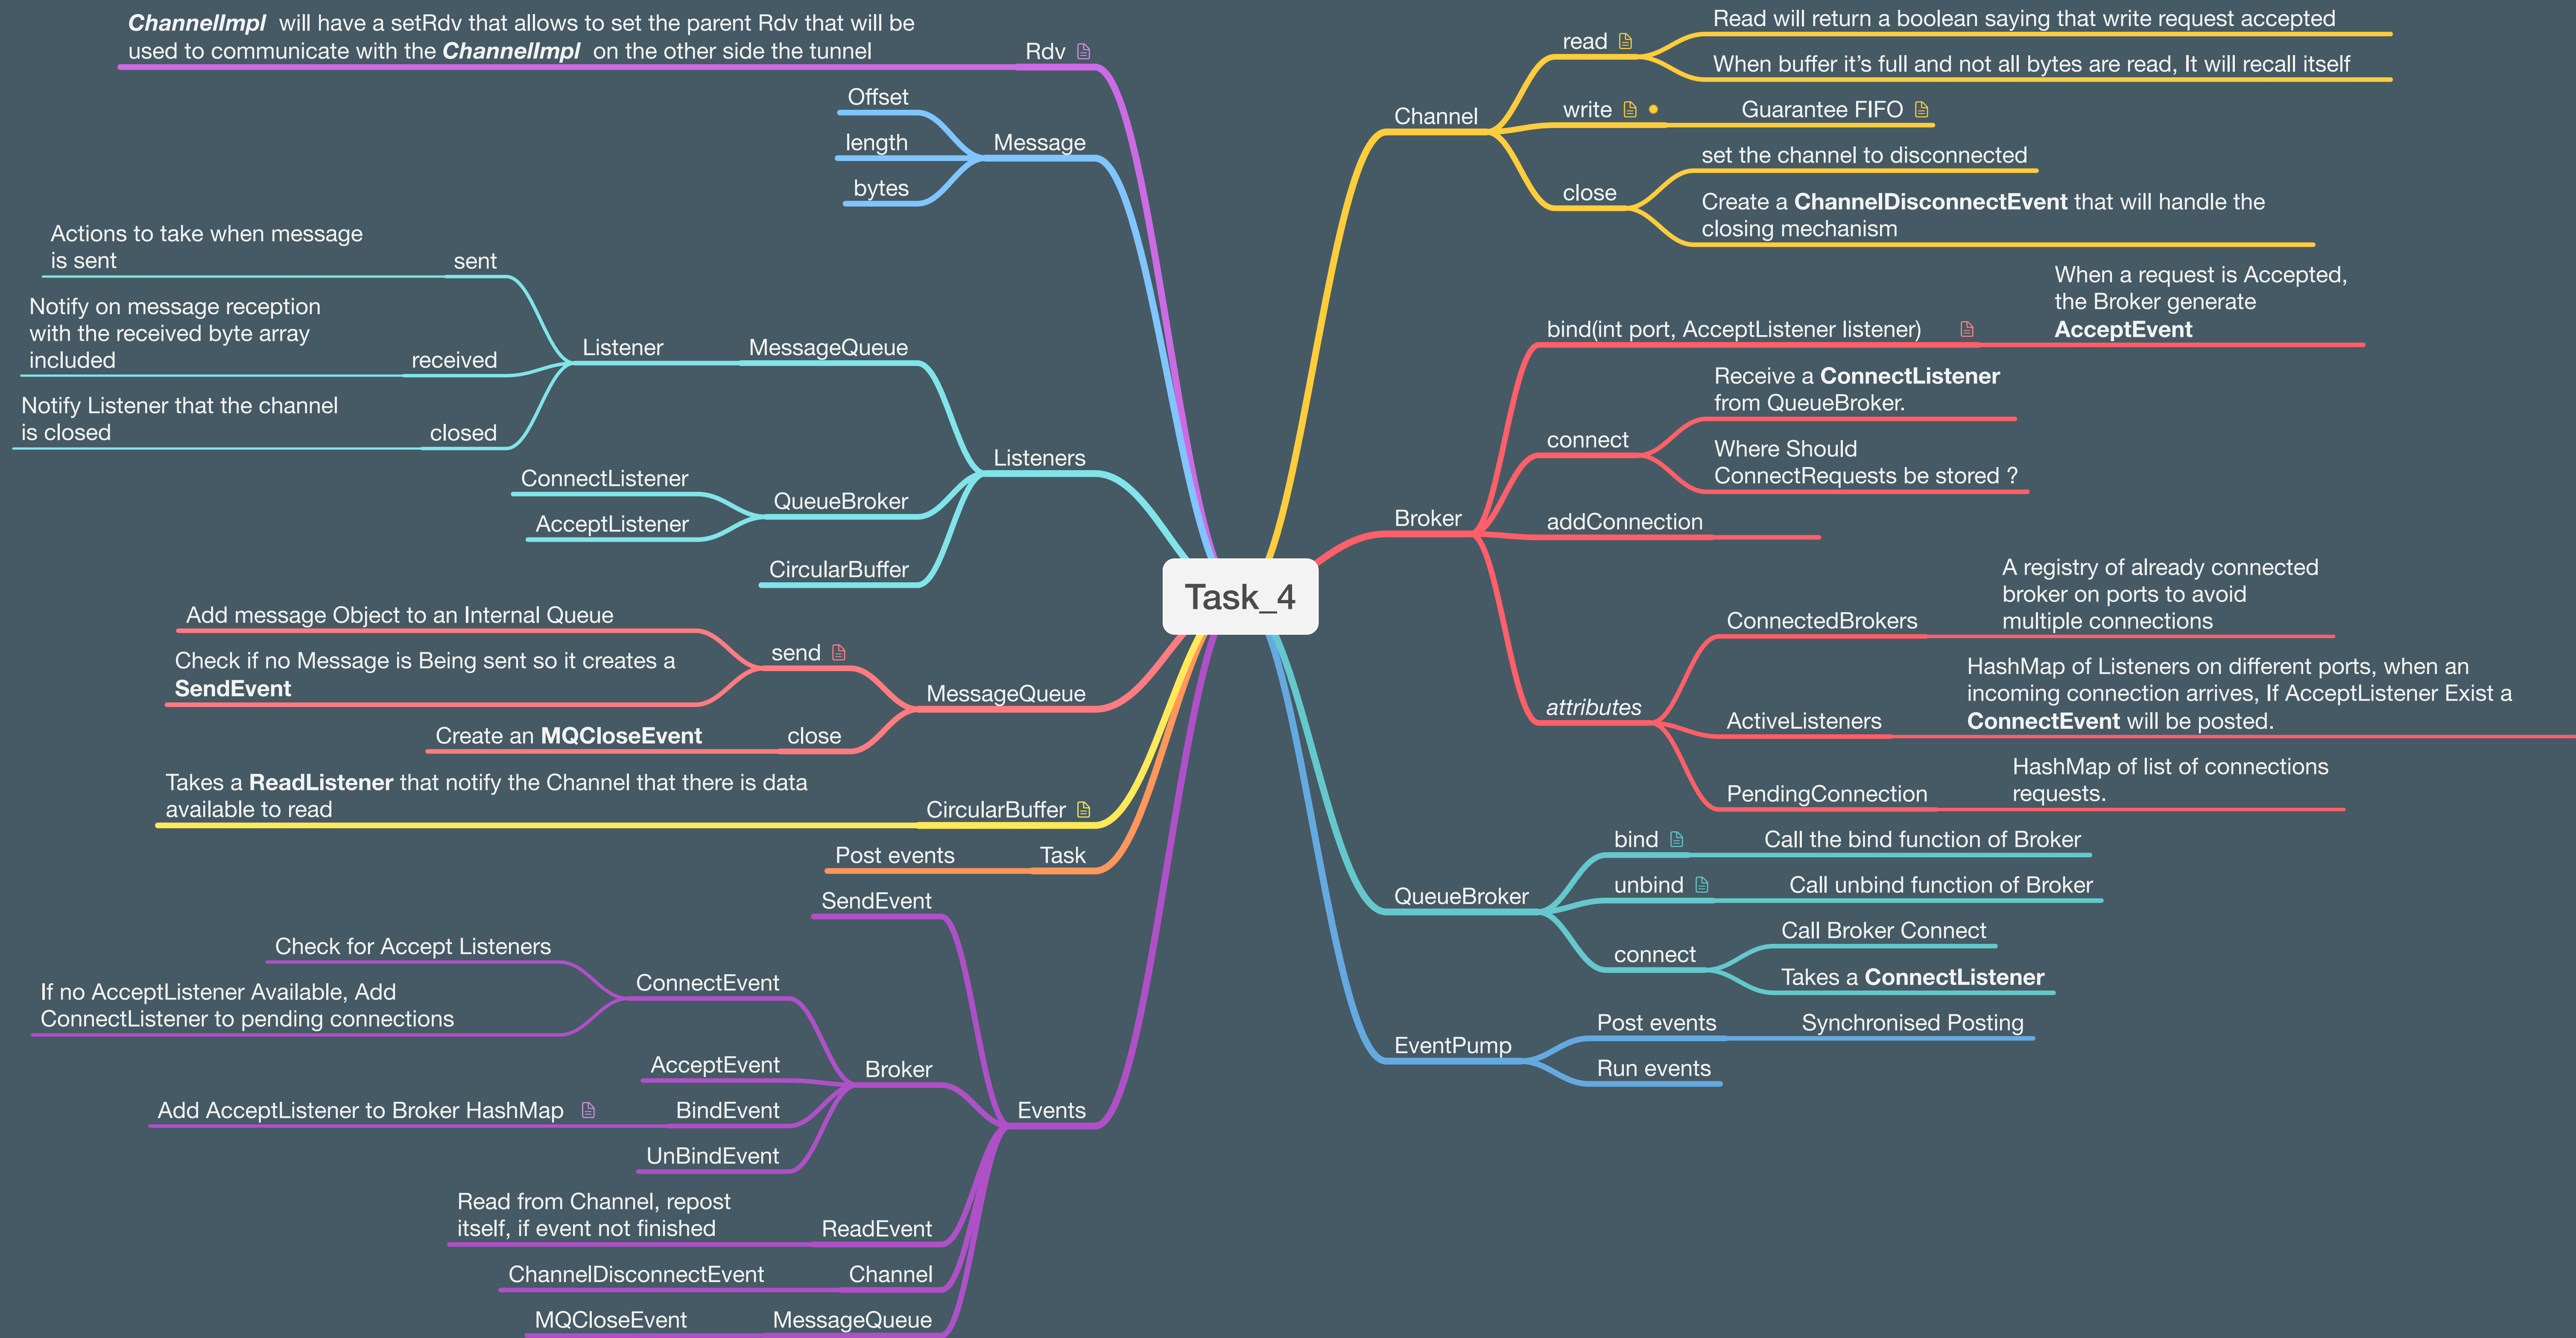 Task_4
ChannelImpl will have a setRdv that allows to set the parent Rdv that will be
used to communicate with the ChannelImpl on the other side the tunnel
Rdv
Offset
length
bytes
Message
Actions to take when message
is sent
sent
Notify on message reception
with the received byte array
included
received
Notify Listener that the channel
is closed
closed
Listener
MessageQueue
ConnectListener
AcceptListener
QueueBroker
CircularBuffer
Listeners
Add message Object to an Internal Queue
Check if no Message is Being sent so it creates a
SendEvent
send
Create an MQCloseEvent
close
MessageQueue
Takes a ReadListener that notify the Channel that there is data
available to read
CircularBuffer
Post events
Task
SendEvent
Check for Accept Listeners
If no AcceptListener Available, Add
ConnectListener to pending connections
ConnectEvent
AcceptEvent
Add AcceptListener to Broker HashMap
BindEvent
UnBindEvent
Broker
Read from Channel, repost
itself, if event not finished
ReadEvent
ChannelDisconnectEvent
Channel
MQCloseEvent
MessageQueue
Events
Channel
read
Read will return a boolean saying that write request accepted
When buffer it's full and not all bytes are read, It will recall itself
write
Guarantee FIFO
close
set the channel to disconnected
Create a ChannelDisconnectEvent that will handle the
closing mechanism
Broker
bind(int port, AcceptListener listener)
When a request is Accepted,
the Broker generate
AcceptEvent
connect
Receive a ConnectListener
from QueueBroker.
Where Should
ConnectRequests be stored ?
addConnection
attributes
ConnectedBrokers
A registry of already connected
broker on ports to avoid
multiple connections
ActiveListeners
HashMap of Listeners on different ports, when an
incoming connection arrives, If AcceptListener Exist a
ConnectEvent will be posted.
PendingConnection
HashMap of list of connections
requests.
QueueBroker
bind
Call the bind function of Broker
unbind
Call unbind function of Broker
connect
Call Broker Connect
Takes a ConnectListener
EventPump
Post events
Synchronised Posting
Run events